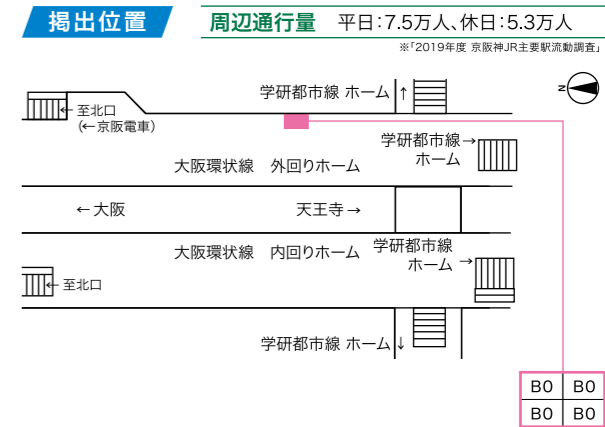 掲出位置
周辺通行量 平日:7.5万人、休日:5.3万人
※「2019年度 京阪神JR主要駅流動調査」
学研都市線 ホーム ↑
N
←至北口
(←京阪電車)
学研都市線→
ホーム
大阪環状線 外回りホーム
←大阪
天王寺→
大阪環状線 内回りホーム
学研都市線
ホーム →
←至北口
学研都市線 ホーム ↓
B0 B0
B0 B0